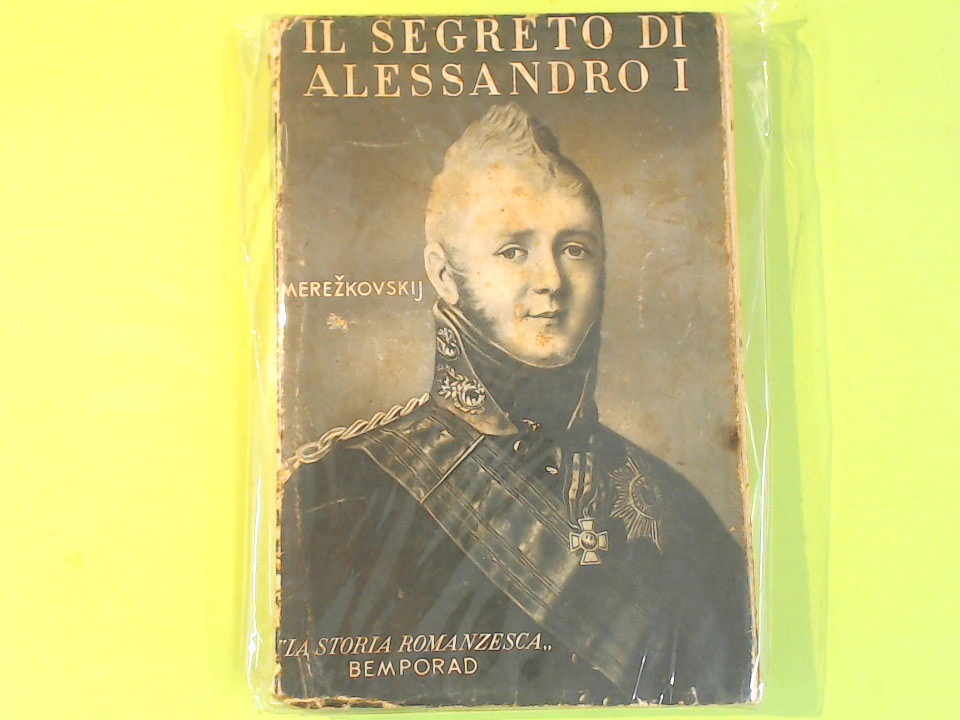 IL SEGRETO DI
ALESSANDRO I
MEREŽKOVSKIJ
"LA STORIA ROMANZESCA„
BEMPORAD